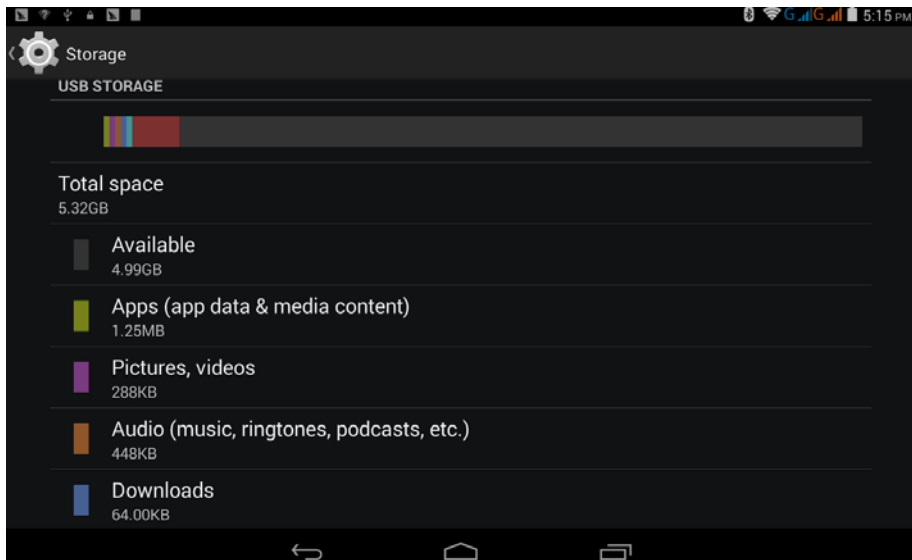 G G 5:15 PM
Storage
USB STORAGE
Total space
5.32GB
Available
4.99GB
Apps (app data & media content)
1.25MB
Pictures, videos
288KB
Audio (music, ringtones, podcasts, etc.)
448KB
Downloads
64.00KB